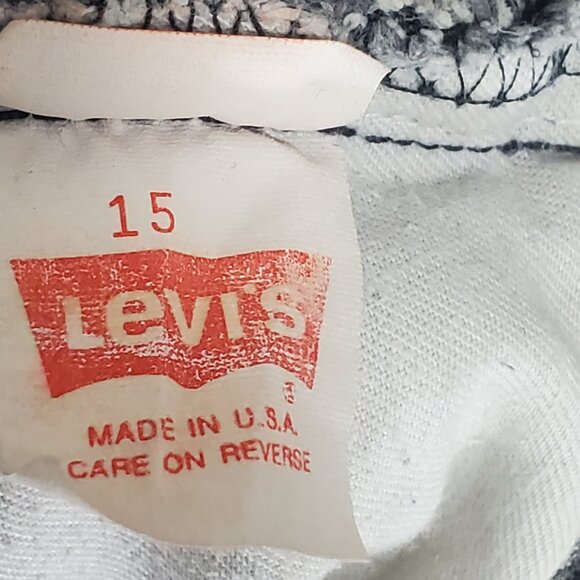 15
Levi's
®
MADE IN U.S.A.
CARE ON REVERSE